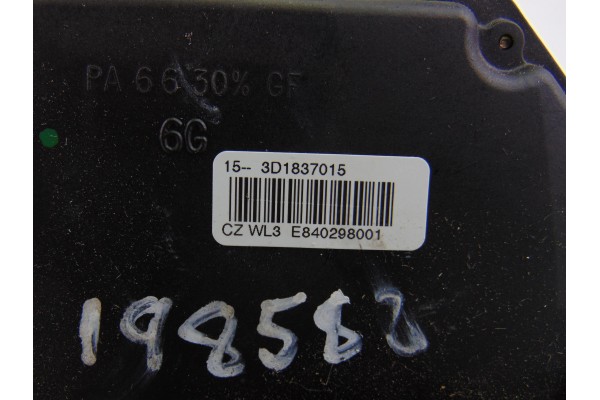 PA 6 6 30% GF
6G
15-- 3D1837015
CZ WL3 E840298001
198582